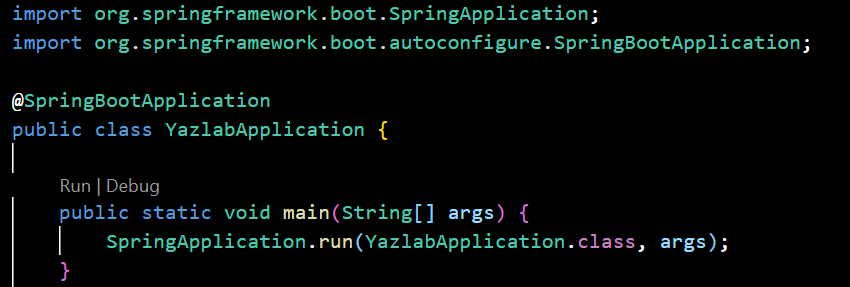 import org.springframework.boot.SpringApplication;
import org.springframework.boot.autoconfigure.SpringBootApplication;
@SpringBootApplication
public class YazlabApplication {
Run | Debug
public static void main(String[] args) {
SpringApplication.run(YazlabApplication.class, args);
}